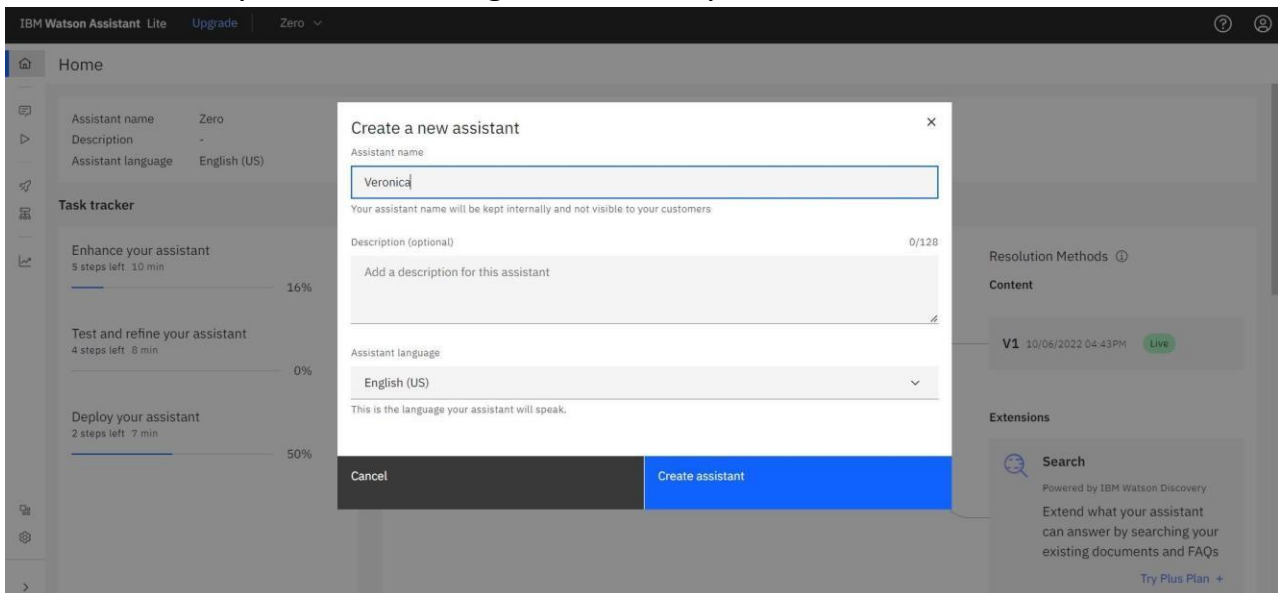 IBM Watson Assistant Lite Upgrade Zero
Home
Assistant name Zero
Description -
Assistant language English (US)
Task tracker
Enhance your assistant
5 steps left 10 min
16%
Test and refine your assistant
4 steps left 8 min
0%
Deploy your assistant
2 steps left 7 min
50%
Create a new assistant
Assistant name
Veronica
Your assistant name will be kept internally and not visible to your customers
Description (optional) 0/128
Add a description for this assistant
Assistant language
English (US)
This is the language your assistant will speak.
Cancel Create assistant
Resolution Methods
Content
V1 10/06/2022 04:43PM Live
Extensions
Search
Powered by IBM Watson Discovery
Extend what your assistant
can answer by searching your
existing documents and FAQs
Try Plus Plan +